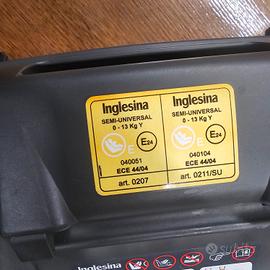 Inglesina
SEMI-UNIVERSAL
0 - 13 Kg Y
E
E24
040051
ECE 44/04
art. 0207
Inglesina
SEMI-UNIVERSAL
0 - 13 Kg Y
E24
040104
ECE 44/04
art. 0211/SU
Inglesina
subito